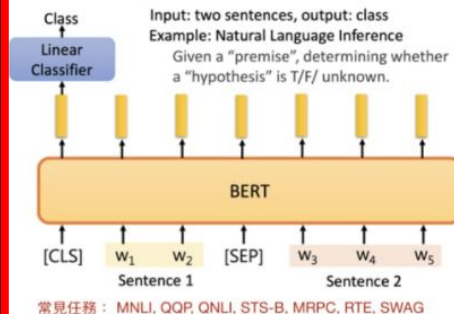 Class
Input: two sentences, output: class
Example: Natural Language Inference
Given a “premise”, determining whether
a “hypothesis” is T/F/ unknown.
Linear
Classifier
BERT
[CLS] w1 w2 [SEP] w3 w4 w5
Sentence 1 Sentence 2
常見任務： MNLI, QQP, QNLI, STS-B, MRPC, RTE, SWAG